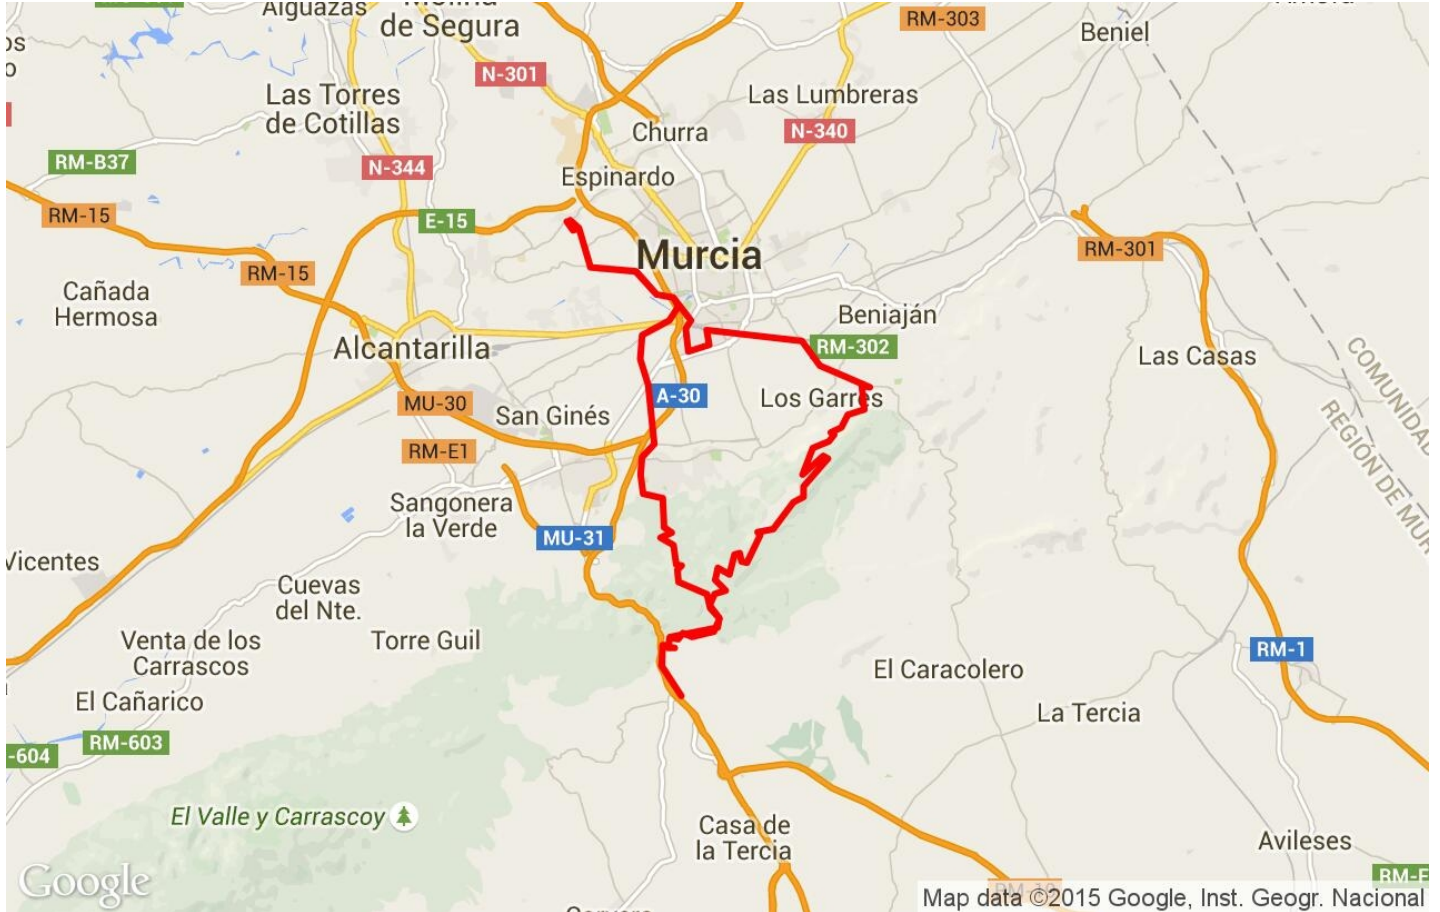 Alguazas
Molina
de Segura
RM-303
Beniel
N-301
Las Torres
de Cotillas
Las Lumbreras
Churra
N-340
RM-B37
N-344
Espinardo
RM-15
E-15
Murcia
RM-301
RM-15
Cañada
Hermosa
Beniaján
Alcantarilla
RM-302
Las Casas
COMUNIDAD
A-30
Los Garres
MU-30
San Ginés
REGIÓN DE MUR
RM-E1
Sangonera
la Verde
MU-31
Vicentes
Cuevas
del Nte.
Venta de los
Carrascos
Torre Guil
RM-1
El Caracolero
El Cañarico
La Tercia
RM-603
-604
El Valle y Carrascoy
Casa de
la Tercia
Avileses
Google
RM-F
Map data ©2015 Google, Inst. Geogr. Nacional